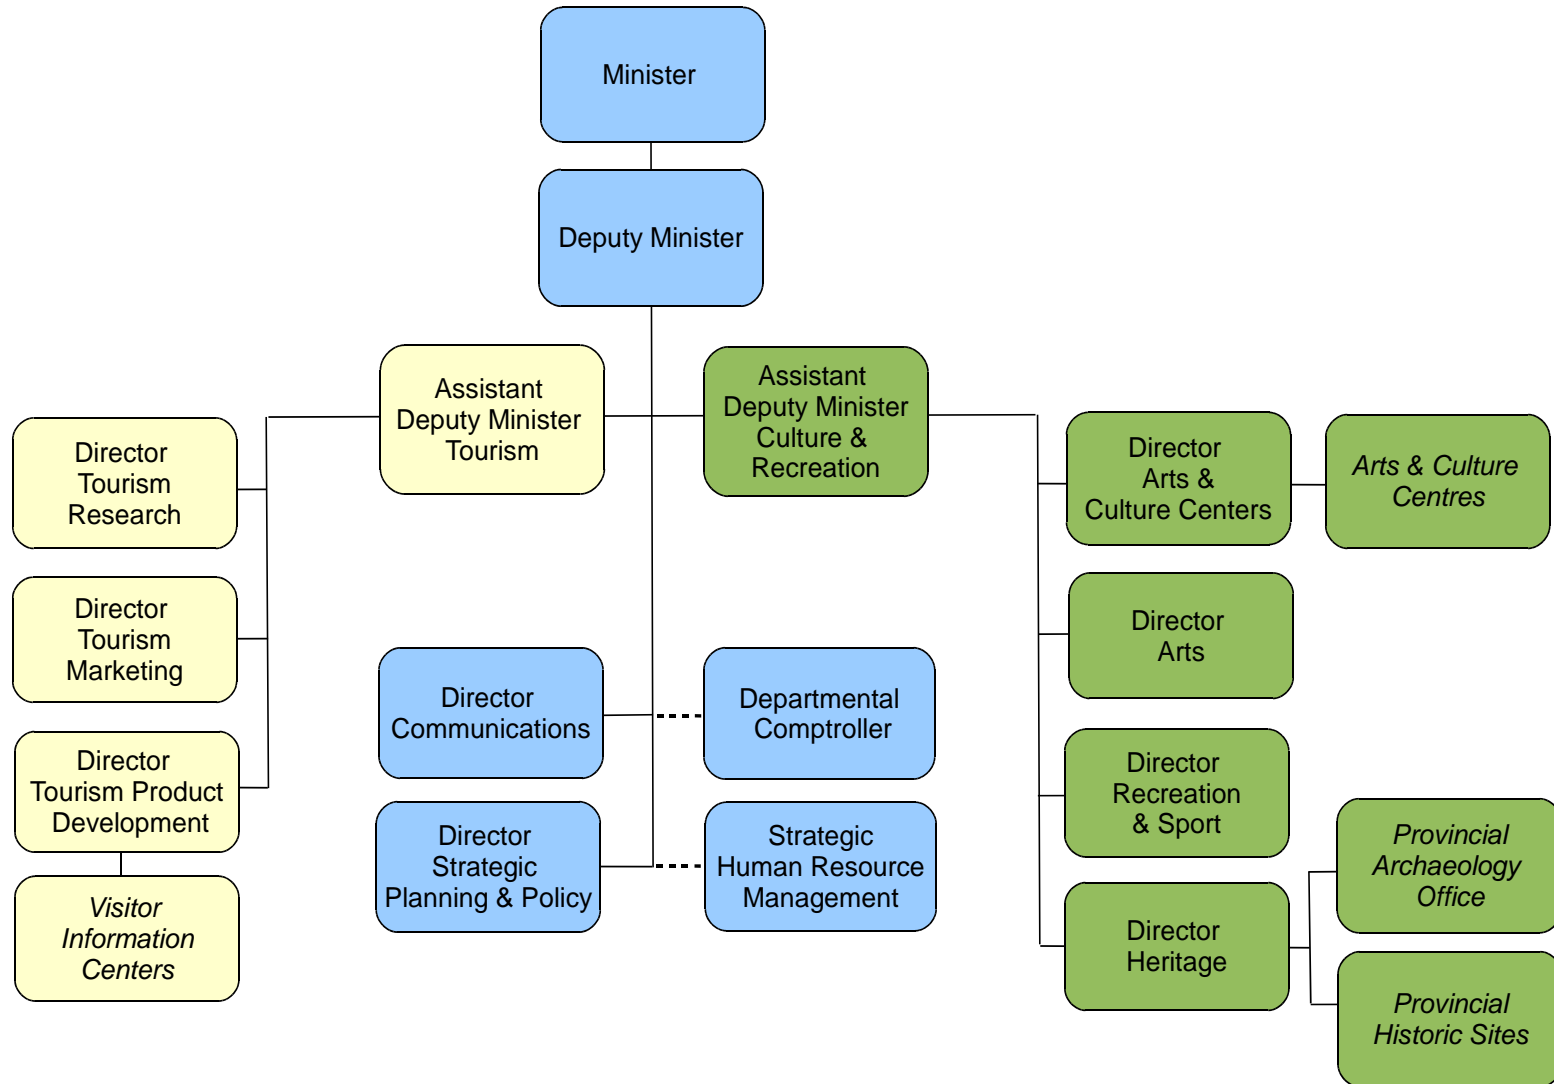 Minister
Deputy Minister
Assistant
Deputy Minister
Tourism
Assistant
Deputy Minister
Culture &
Recreation
Director
Tourism
Research
Director
Tourism
Marketing
Director
Tourism Product
Development
Visitor
Information
Centers
Director
Communications
Departmental
Comptroller
Director
Strategic
Planning & Policy
Strategic
Human Resource
Management
Director
Arts &
Culture Centers
Arts & Culture
Centres
Director
Arts
Director
Recreation
& Sport
Director
Heritage
Provincial
Archaeology
Office
Provincial
Historic Sites